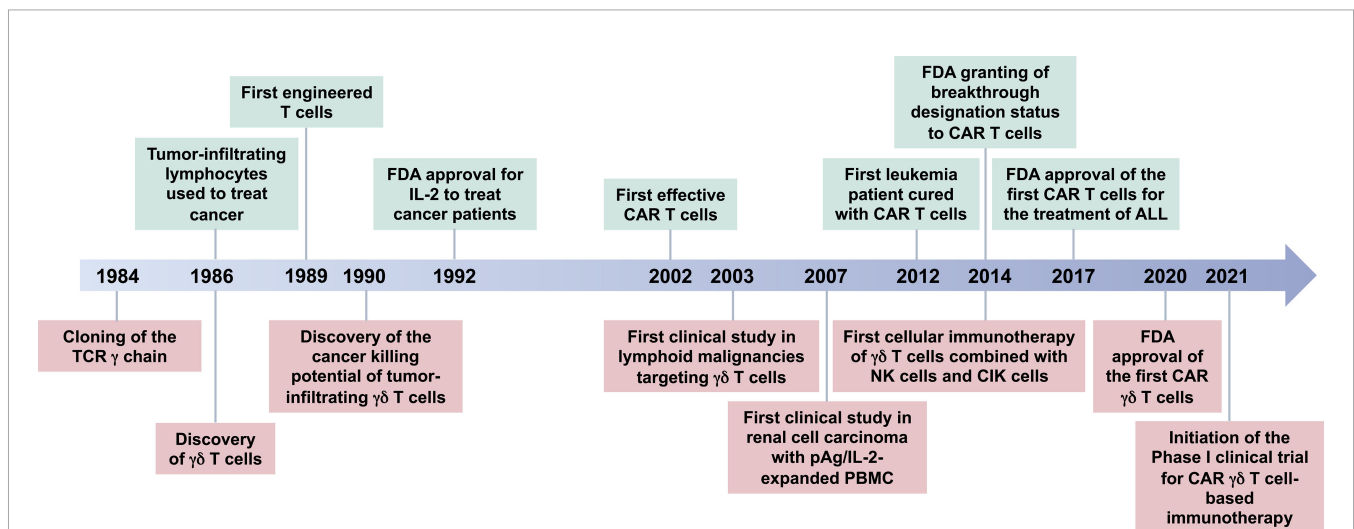 FDA granting of
breakthrough
designation status
to CAR T cells
First engineered
T cells
Tumor-infiltrating
lymphocytes
used to treat
cancer
FDA approval for
IL-2 to treat
cancer patients
First effective
CAR T cells
First leukemia
patient cured
with CAR T cells
FDA approval of the
first CAR T cells for
the treatment of ALL
1984 1986 1989 1990 1992 2002 2003 2007 2012 2014 2017 2020 2021
Cloning of the
TCR γ chain
Discovery of the
cancer killing
potential of tumor-
infiltrating γδ T cells
First clinical study in
lymphoid malignancies
targeting γδ T cells
First cellular immunotherapy
of γδ T cells combined with
NK cells and CIK cells
FDA
approval of
the first CAR
γδ T cells
Discovery
of γδ T cells
First clinical study in
renal cell carcinoma
with pAg/IL-2-
expanded PBMC
Initiation of the
Phase I clinical trial
for CAR γδ T cell-
based
immunotherapy